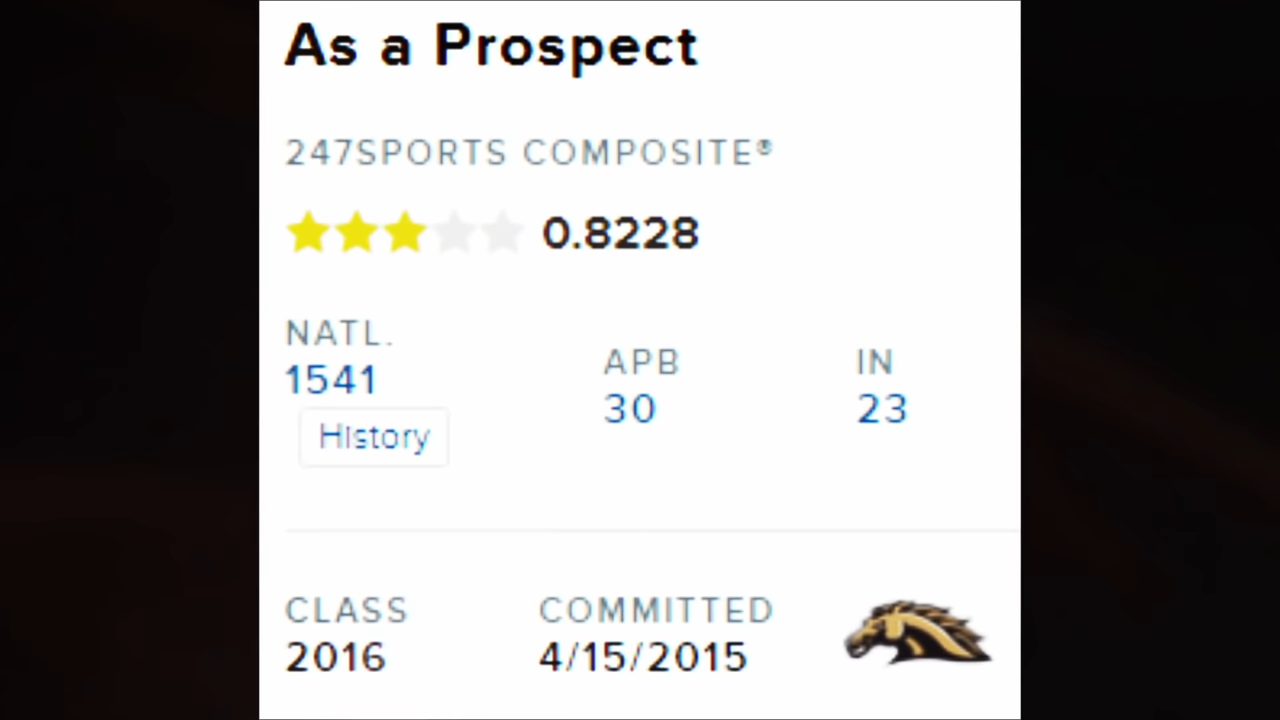 As a Prospect
247SPORTS COMPOSITE®
0.8228
NATL.
1541
History
APB
30
IN
23
CLASS
2016
COMMITTED
4/15/2015